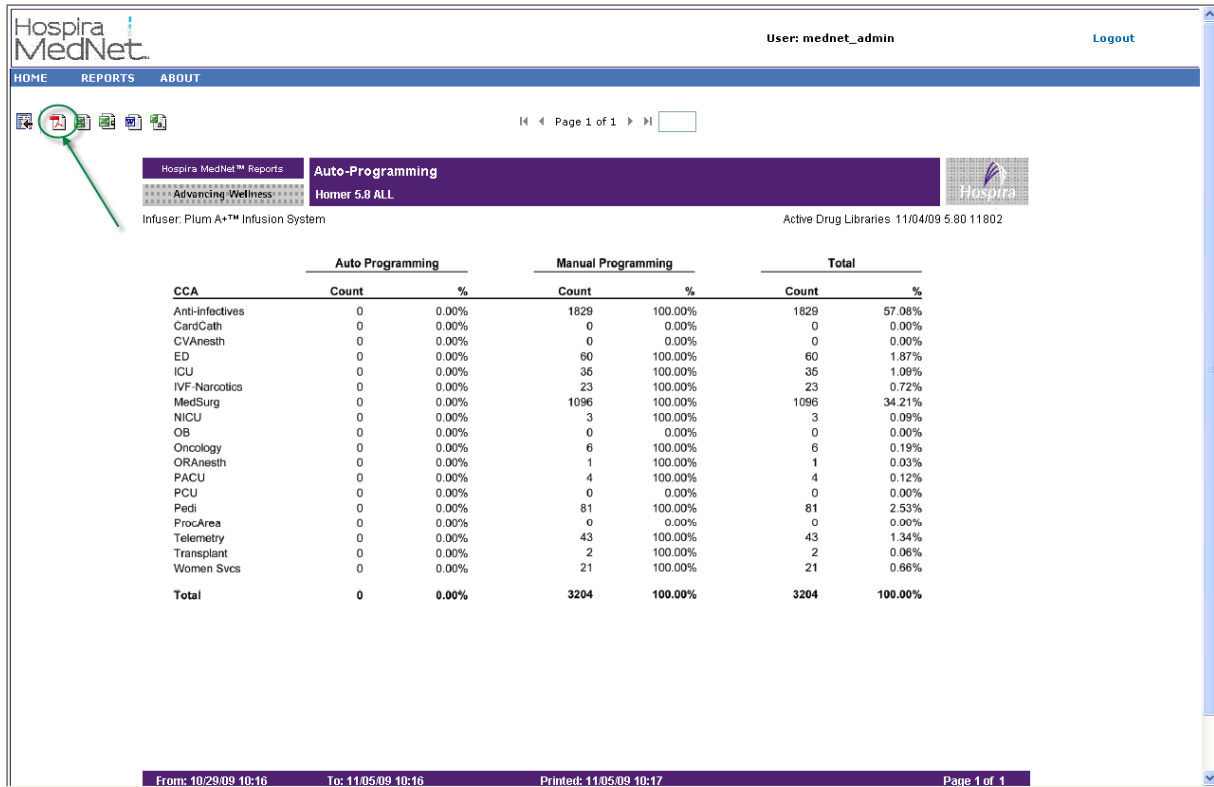 Hospira
MedNet™
User: mednet_admin
Logout
HOME REPORTS ABOUT
Page 1 of 1
Hospira MedNet™ Reports
Auto-Programming
Advancing Wellness
Homer 5.8 ALL
Hospira
Infuser: Plum A+™ Infusion System
Active Drug Libraries 11/04/09 5.80 11802
Auto Programming Manual Programming Total
CCA Count % Count % Count %
Anti-infectives 0 0.00% 1829 100.00% 1829 57.08%
CardCath 0 0.00% 0 0.00% 0 0.00%
CVAnesth 0 0.00% 0 0.00% 0 0.00%
ED 0 0.00% 60 100.00% 60 1.87%
ICU 0 0.00% 35 100.00% 35 1.09%
IVF-Narcotics 0 0.00% 23 100.00% 23 0.72%
MedSurg 0 0.00% 1096 100.00% 1096 34.21%
NICU 0 0.00% 3 100.00% 3 0.09%
OB 0 0.00% 0 0.00% 0 0.00%
Oncology 0 0.00% 6 100.00% 6 0.19%
ORAnesth 0 0.00% 1 100.00% 1 0.03%
PACU 0 0.00% 4 100.00% 4 0.12%
PCU 0 0.00% 0 0.00% 0 0.00%
Pedi 0 0.00% 81 100.00% 81 2.53%
ProcArea 0 0.00% 0 0.00% 0 0.00%
Telemetry 0 0.00% 43 100.00% 43 1.34%
Transplant 0 0.00% 2 100.00% 2 0.06%
Women Svcs 0 0.00% 21 100.00% 21 0.66%
Total 0 0.00% 3204 100.00% 3204 100.00%
From: 10/29/09 10:16 To: 11/05/09 10:16 Printed: 11/05/09 10:17 Page 1 of 1